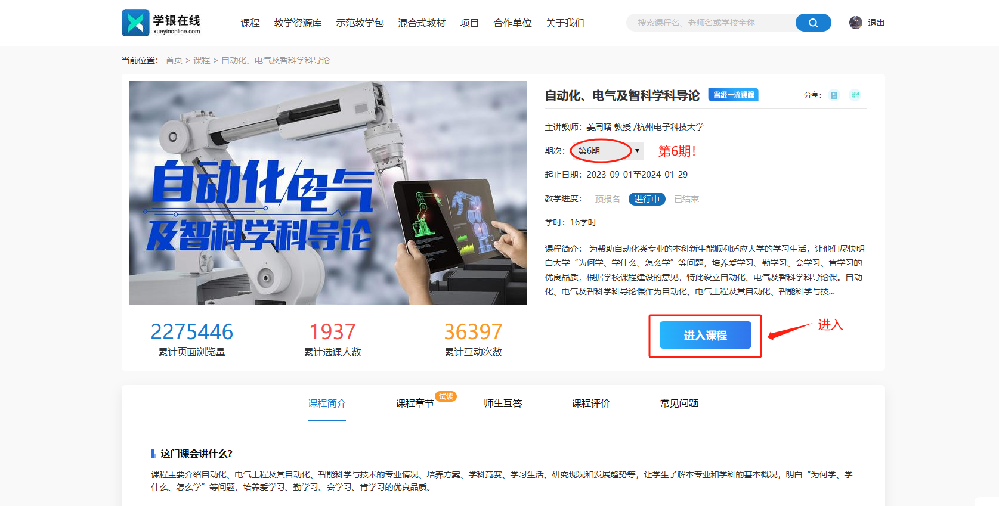 学银在线
xueyinonline.com
课程 教学资源库 示范教学包 混合式教材 项目 合作单位 关于我们
搜索课程名、老师名或学校全称
退出
当前位置： 首页 > 课程 > 自动化、电气及智科学科导论
自动化电气
及智科学科导论
自动化、电气及智科学科导论 省级一流课程 分享：
主讲教师：姜周曙 教授 /杭州电子科技大学
期次： 第6期 第6期!
起止日期：2023-09-01至2024-01-29
教学进度： 预报名 进行中 已结束
学时：16学时
课程简介： 为帮助自动化类专业的本科新生能顺利适应大学的学习生活，让他们尽快明
白大学“为何学、学什么、怎么学”等问题，培养爱学习、勤学习、会学习、肯学习的
优良品质，根据学校课程建设的意见，特此设立自动化、电气及智科学科导论课。自动
化、电气及智科学科导论课作为自动化、电气工程及其自动化、智能科学与技...
2275446 1937 36397
累计页面浏览量 累计选课人数 累计互动次数
进入课程 进入
课程简介 课程章节 试读 师生互答 课程评价 常见问题
这门课会讲什么?
课程主要介绍自动化、电气工程及其自动化、智能科学与技术的专业情况、培养方案、学科竞赛、学习生活、研究现况和发展趋势等，让学生了解本专业和学科的基本概况，明白“为何学、学
什么、怎么学”等问题，培养爱学习、勤学习、会学习、肯学习的优良品质。